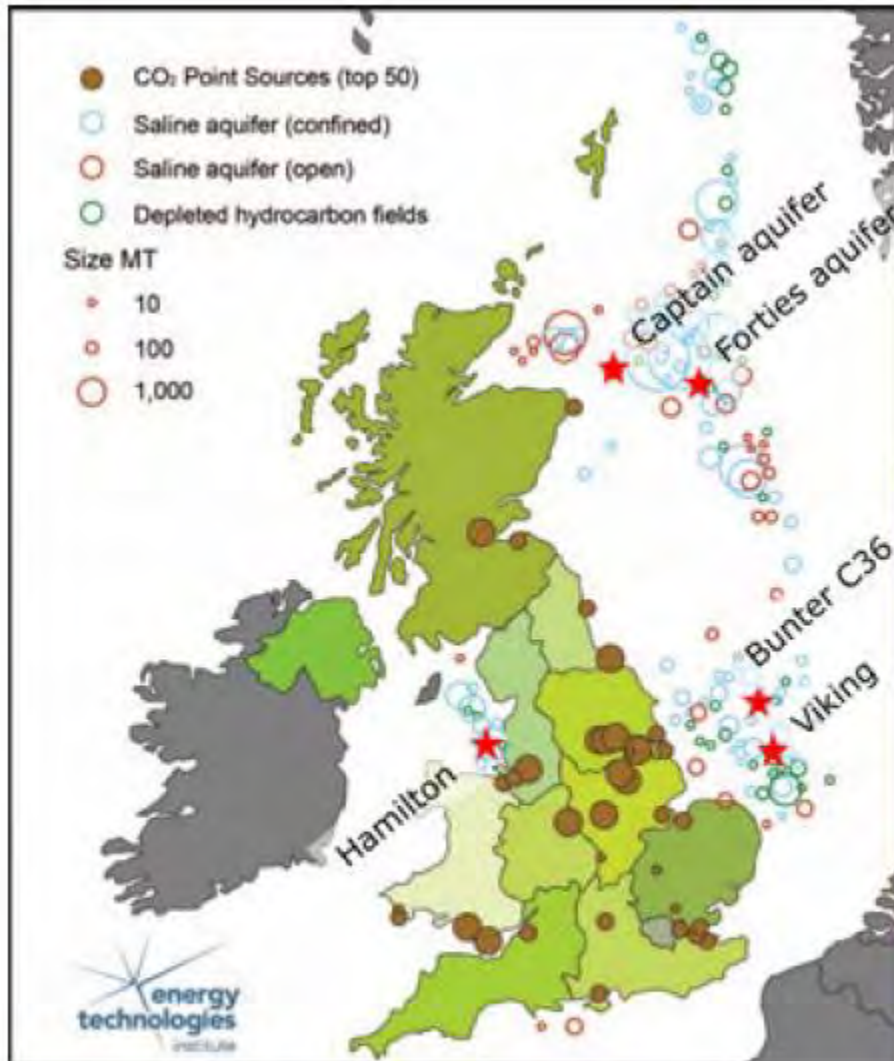 CO₂ Point Sources (top 50)
Saline aquifer (confined)
Saline aquifer (open)
Depleted hydrocarbon fields
Size MT
10
100
1,000
Captain aquifer
Forties aquifer
Bunter C36
Viking
Hamilton
energy
technologies
institute